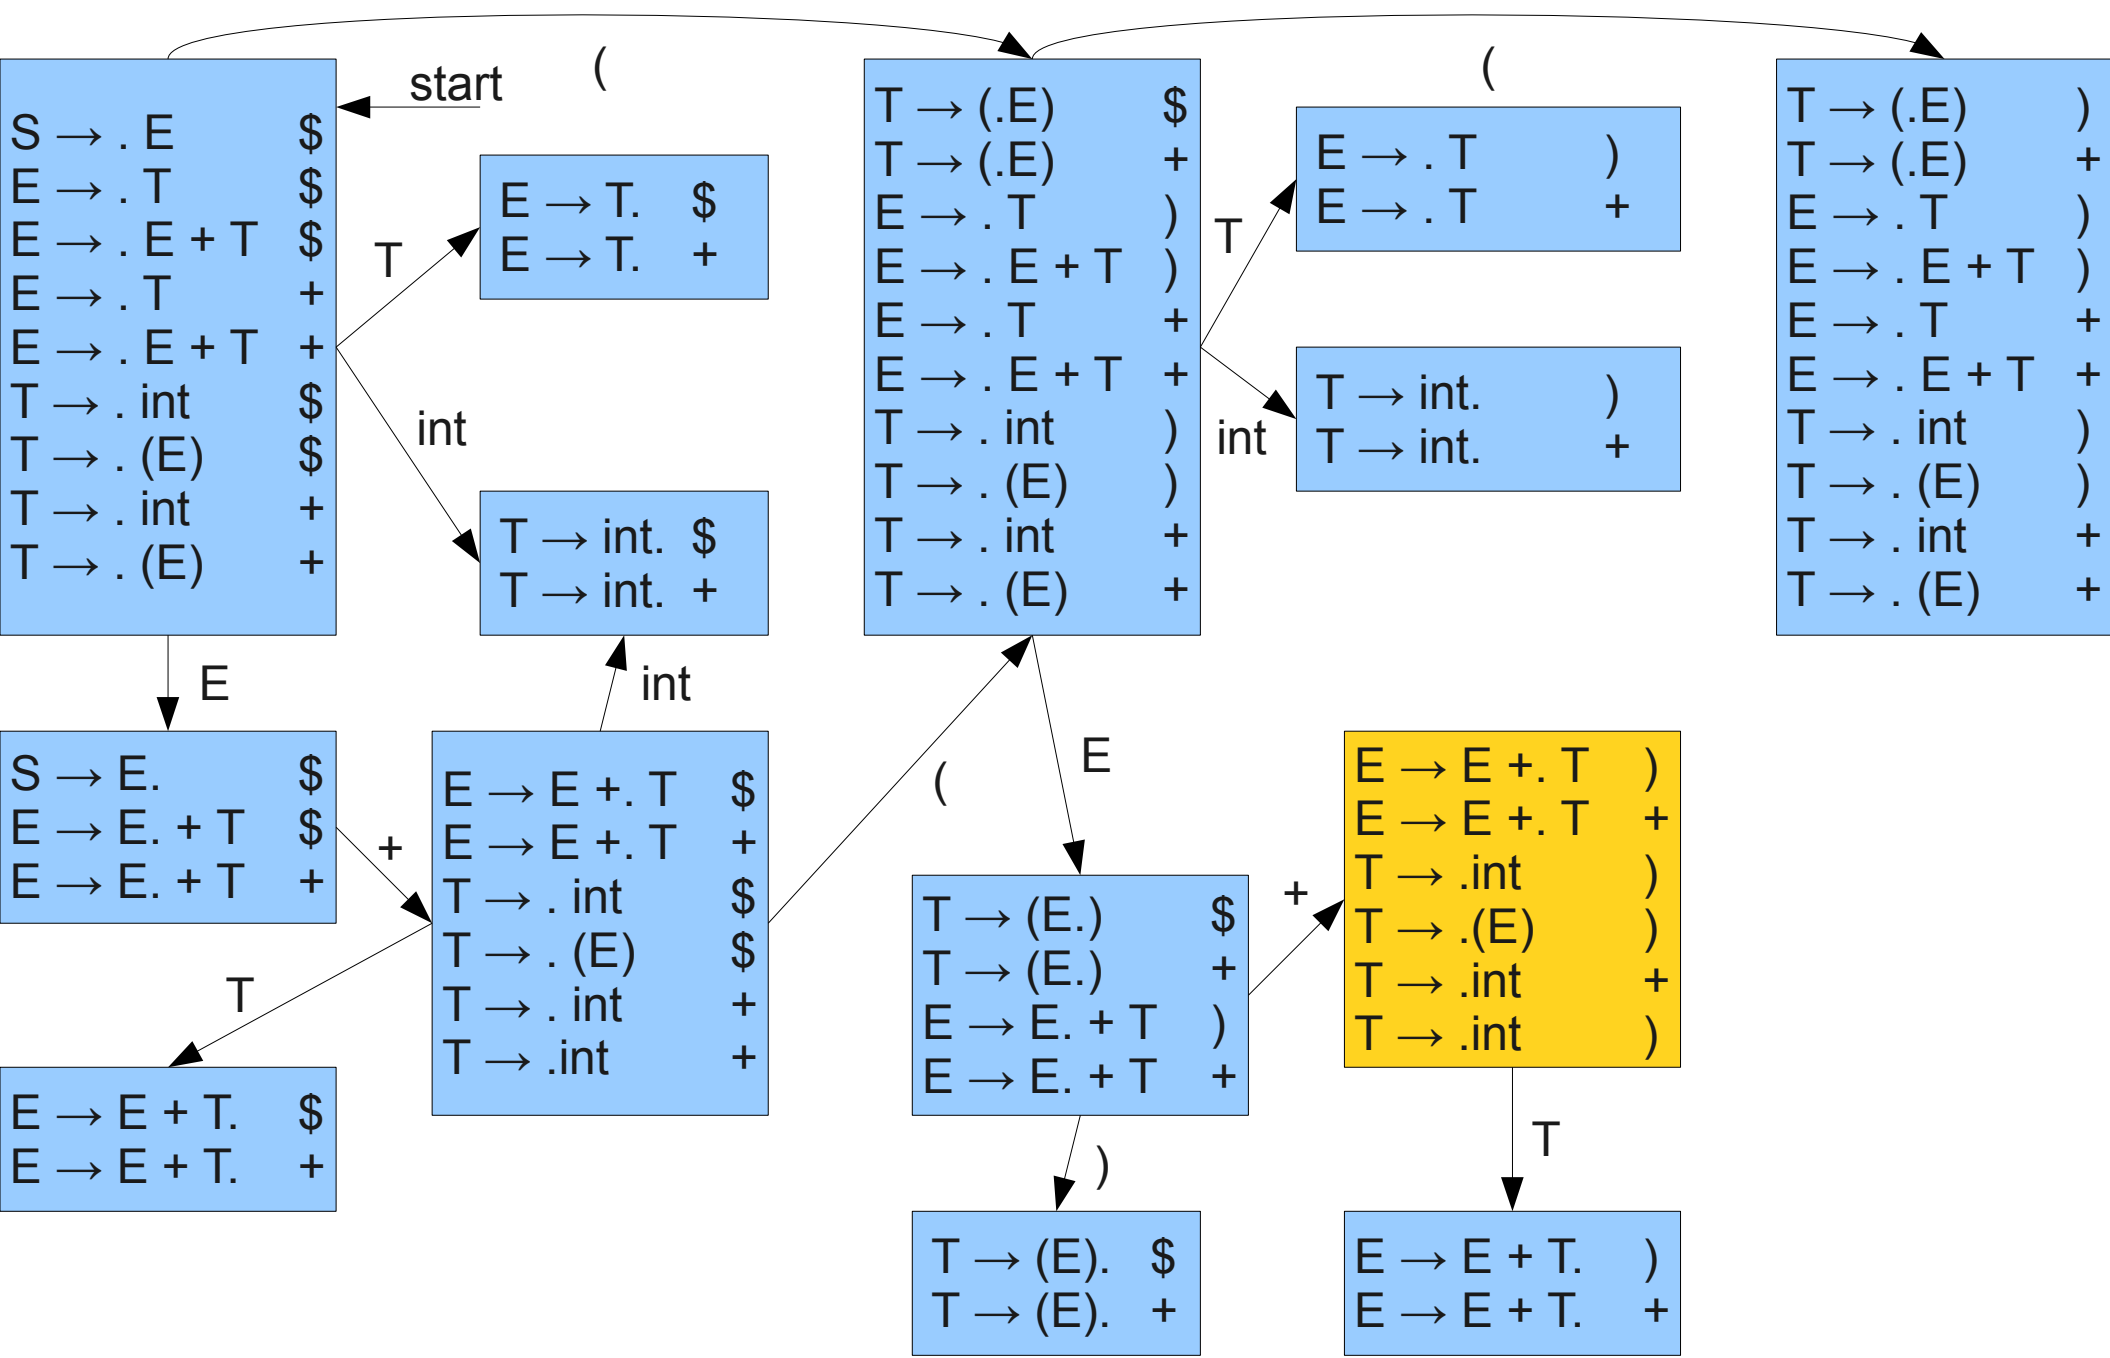 start
(
(
S → . E $
E → . T $
E → . E + T $
E → . T +
E → . E + T +
T → . int $
T → . (E) $
T → . int +
T → . (E) +
T
E → T. $
E → T. +
int
T → int. $
T → int. +
T → (.E) $
T → (.E) +
E → . T )
E → . E + T )
E → . T +
E → . E + T +
T → . int )
T → . (E) )
T → . int +
T → . (E) +
T
E → . T )
E → . T +
int
T → int. )
T → int. +
T → (.E) )
T → (.E) +
E → . T )
E → . E + T )
E → . T +
E → . E + T +
T → . int )
T → . (E) )
T → . int +
T → . (E) +
E
S → E. $
E → E. + T $
E → E. + T +
+
int
E → E +. T $
E → E +. T +
T → . int $
T → . (E) $
T → . int +
T → .int +
T
E → E + T. $
E → E + T. +
(
E
T → (E.) $
T → (E.) +
E → E. + T )
E → E. + T +
+
E → E +. T )
E → E +. T +
T → .int )
T → .(E) )
T → .int +
T → .int )
)
T → (E). $
T → (E). +
T
E → E + T. )
E → E + T. +